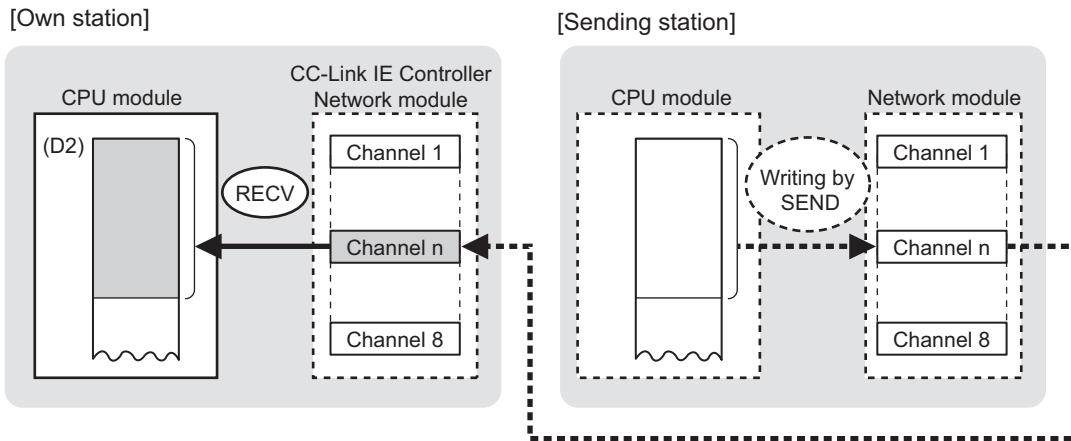 [Own station]
CPU module
CC-Link IE Controller
Network module
(D2)
RECV
Channel 1
Channel n
Channel 8
[Sending station]
CPU module
Network module
Writing by
SEND
Channel 1
Channel n
Channel 8